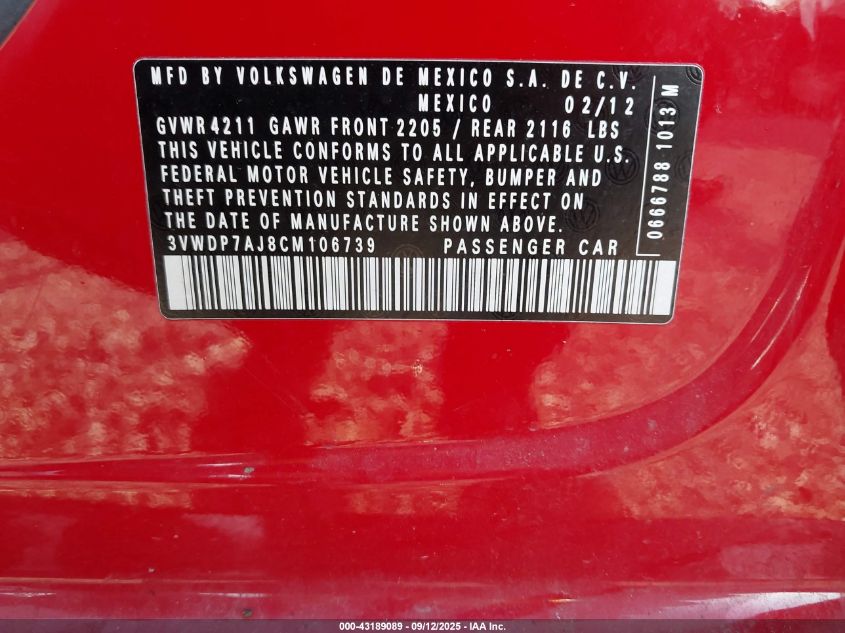 MFD BY VOLKSWAGEN DE MEXICO S.A. DE C.V.
MEXICO 02/12
GVWR 4211 GAWR FRONT 2205 / REAR 2116 LBS
THIS VEHICLE CONFORMS TO ALL APPLICABLE U.S.
FEDERAL MOTOR VEHICLE SAFETY, BUMPER AND
THEFT PREVENTION STANDARDS IN EFFECT ON
THE DATE OF MANUFACTURE SHOWN ABOVE.
3VWDP7AJ8CM106739 PASSENGER CAR
0666788 1013 M
000-43189089 - 09/12/2025 - IAA Inc.